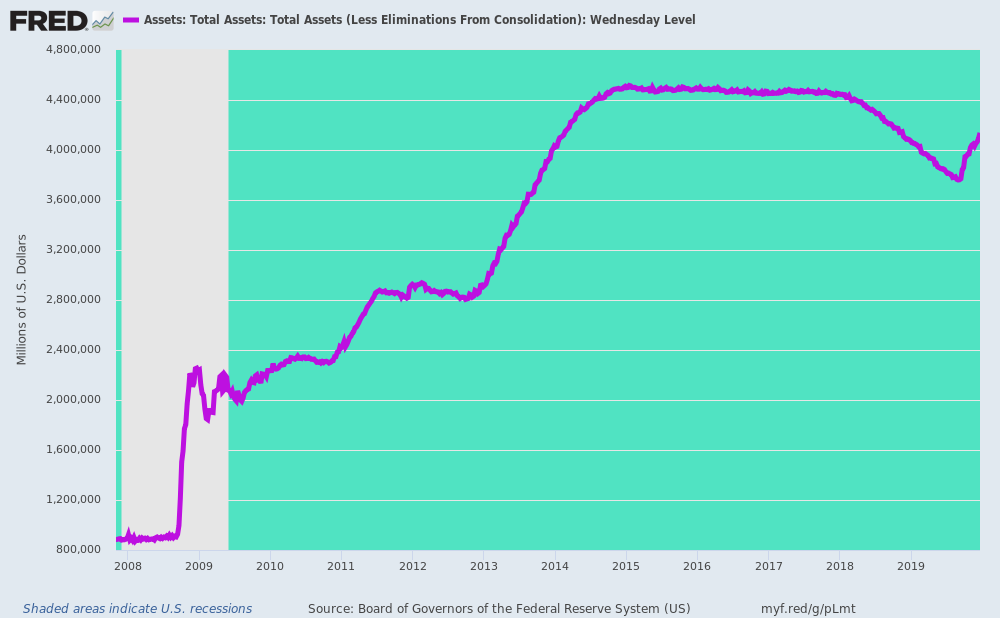 FRED
Assets: Total Assets: Total Assets (Less Eliminations From Consolidation): Wednesday Level
Millions of U.S. Dollars
4,800,000
4,400,000
4,000,000
3,600,000
3,200,000
2,800,000
2,400,000
2,000,000
1,600,000
1,200,000
800,000
2008 2009 2010 2011 2012 2013 2014 2015 2016 2017 2018 2019
Shaded areas indicate U.S. recessions Source: Board of Governors of the Federal Reserve System (US) myf.red/g/pLmt